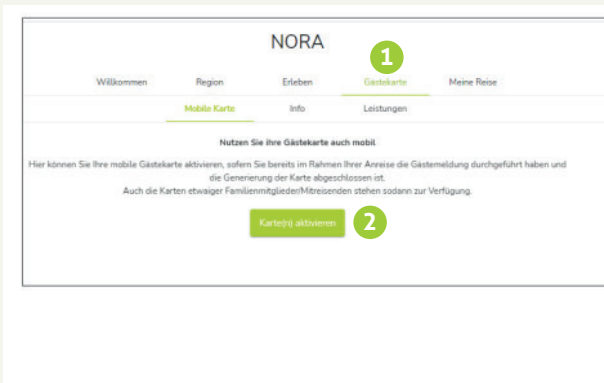 NORA
1
Willkommen Region Erleben Gästekarte Meine Reise
Mobile Karte Info Leistungen
Nutzen Sie ihre Gästekarte auch mobil
Hier können Sie Ihre mobile Gästekarte aktivieren, sofern Sie bereits im Rahmen Ihrer Anreise die Gästemeldung durchgeführt haben und
die Generierung der Karte abgeschlossen ist.
Auch die Karten etwaiger Familienmitglieder/Mitreisenden stehen sodann zur Verfügung.
Karte(n) aktivieren 2